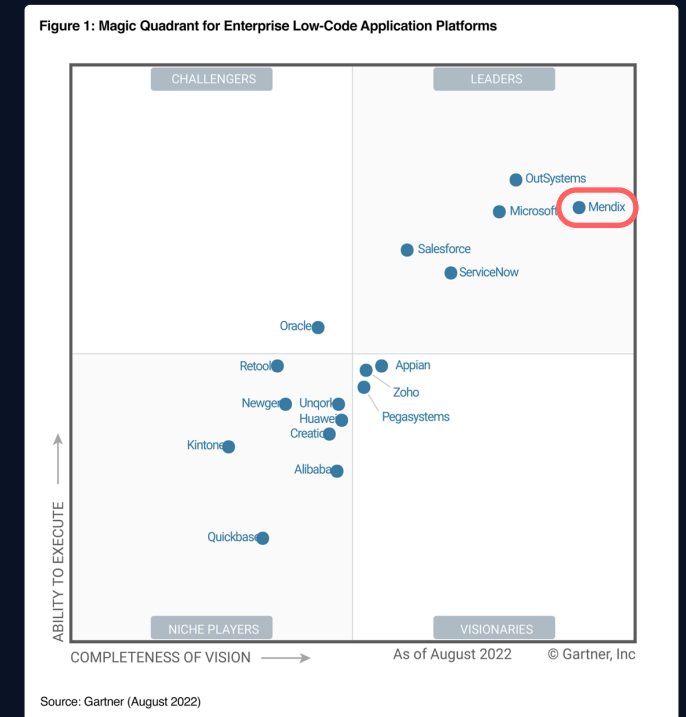 Figure 1: Magic Quadrant for Enterprise Low-Code Application Platforms
CHALLENGERS
LEADERS
OutSystems
Microsoft
Mendix
Salesforce
ServiceNow
Oracle
Retool
Appian
Zoho
Newgen
Unqork
Huawei
Pegasystems
Creatio
Kintone
Alibaba
Quickbase
ABILITY TO EXECUTE
NICHE PLAYERS
VISIONARIES
COMPLETENESS OF VISION
As of August 2022
© Gartner, Inc
Source: Gartner (August 2022)